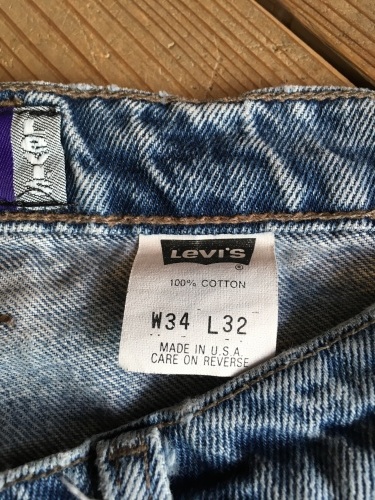 Levi's
LEVI'S
®
100% COTTON
W34 L32
MADE IN U.S.A.
CARE ON REVERSE